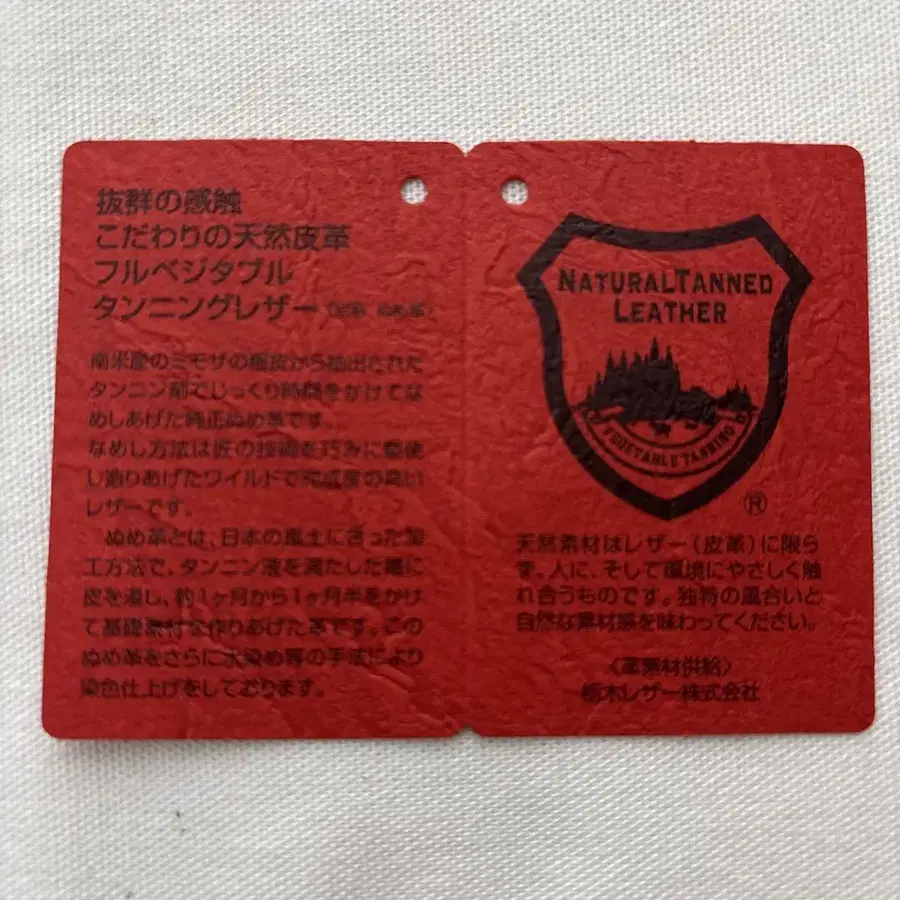 抜群の感触
こだわりの天然皮革
フルベジタブル
タンニングレザー
南米産のミモザの樹皮から抽出された
タンニン剤でじっくり時間をかけてな
めしあげた純正ぬめ革です。
なめし方法は匠の技術を巧みに駆使
し造りあげたワイルドで完成度の高い
レザーです。
ぬめ革とは、日本の風土に合った加
工方法で、タンニン液を満たした
皮を浸し、約1ヶ月から1ヶ月半をかけ
て基礎素材を作りあげた革です。この
ぬめ革をさらに水染め等の手法により
染色仕上げをしております。
NATURALTANNED
LEATHER
VEGETABLE TANNING
®
天然素材はレザー(皮革)に限ら
ず、人に、そして環境にやさしく触
れ合うものです。独特の風合いと
自然な素材感を味わってください。
〈革素材供給〉
栃木レザー株式会社